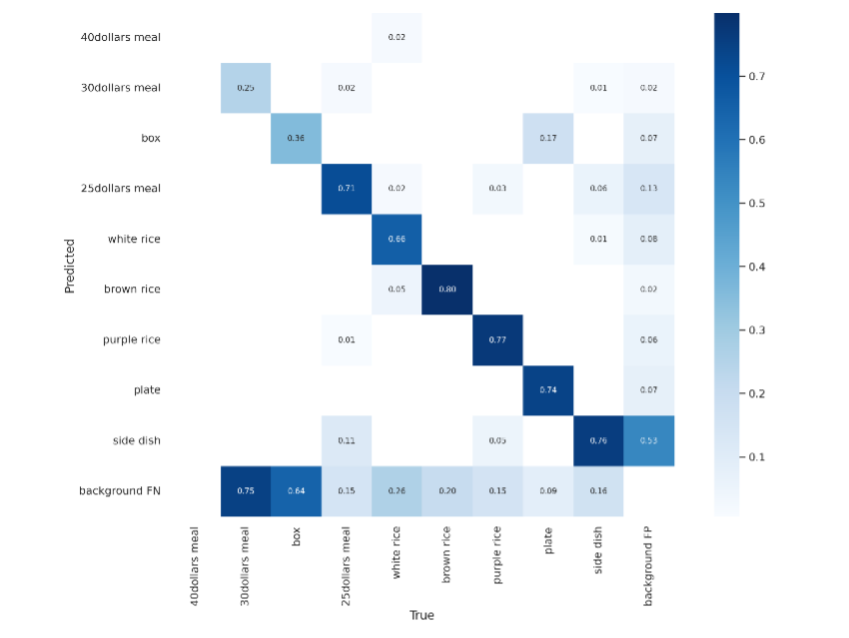 40dollars meal 0.02
30dollars meal 0.25 0.02 0.01 0.02
box 0.36 0.17 0.07
25dollars meal 0.71 0.02 0.03 0.06 0.13
white rice 0.66 0.01 0.08
brown rice 0.05 0.80 0.02
purple rice 0.01 0.77 0.06
plate 0.74 0.07
side dish 0.11 0.05 0.76 0.53
background FN 0.75 0.64 0.15 0.26 0.20 0.15 0.09 0.16
Predicted
40dollars meal
30dollars meal
box
25dollars meal
white rice
brown rice
purple rice
plate
side dish
background FP
True
0.7
0.6
0.5
0.4
0.3
0.2
0.1